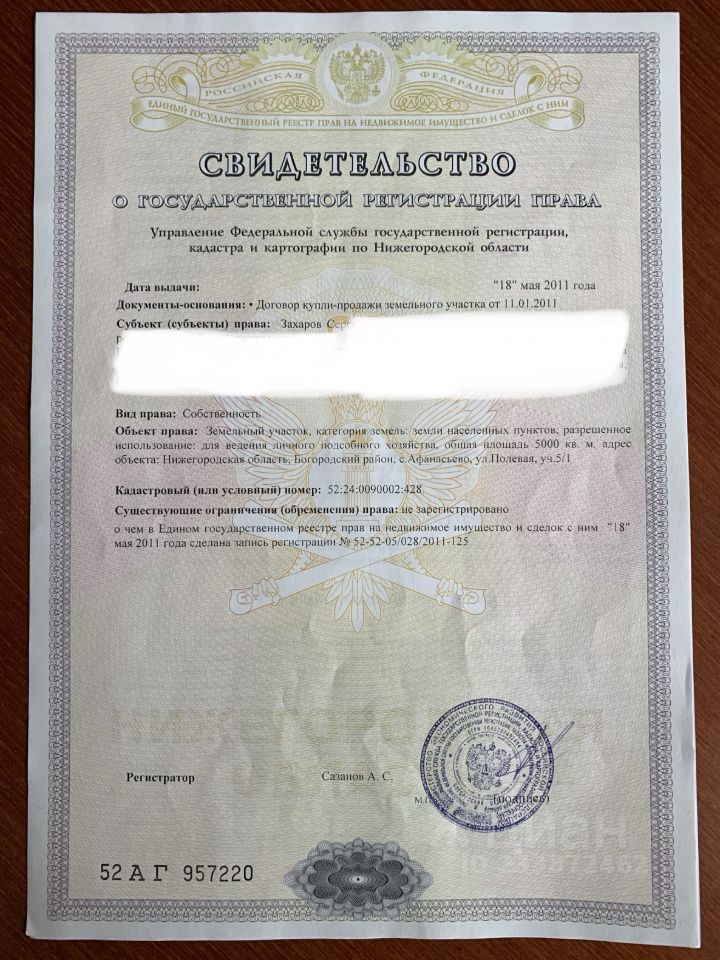 РОССИЙСКАЯ ФЕДЕРАЦИЯ
ЕДИНЫЙ ГОСУДАРСТВЕННЫЙ РЕЕСТР ПРАВ НА НЕДВИЖИМОЕ ИМУЩЕСТВО И СДЕЛОК С НИМ
СВИДЕТЕЛЬСТВО
О ГОСУДАРСТВЕННОЙ РЕГИСТРАЦИИ ПРАВА
Управление Федеральной службы государственной регистрации,
кадастра и картографии по Нижегородской области
Дата выдачи: "18" мая 2011 года
Документы-основания: • Договор купли-продажи земельного участка от 11.01.2011
Субъект (субъекты) права: Захаров
Вид права: Собственность
Объект права: Земельный участок, категория земель: земли населенных пунктов, разрешенное
использование: для ведения личного подсобного хозяйства, общая площадь 5000 кв. м, адрес
объекта: Нижегородская область, Богородский район, с.Афанасьево, ул.Полевая, уч.5/1
Кадастровый (или условный) номер: 52:24:0090002:428
Существующие ограничения (обременения) права: не зарегистрировано
о чем в Едином государственном реестре прав на недвижимое имущество и сделок с ним "18"
мая 2011 года сделана запись регистрации № 52-52-05/028/2011-125
Регистратор Сазанов А. С.
(подпись)
52 АГ 957220